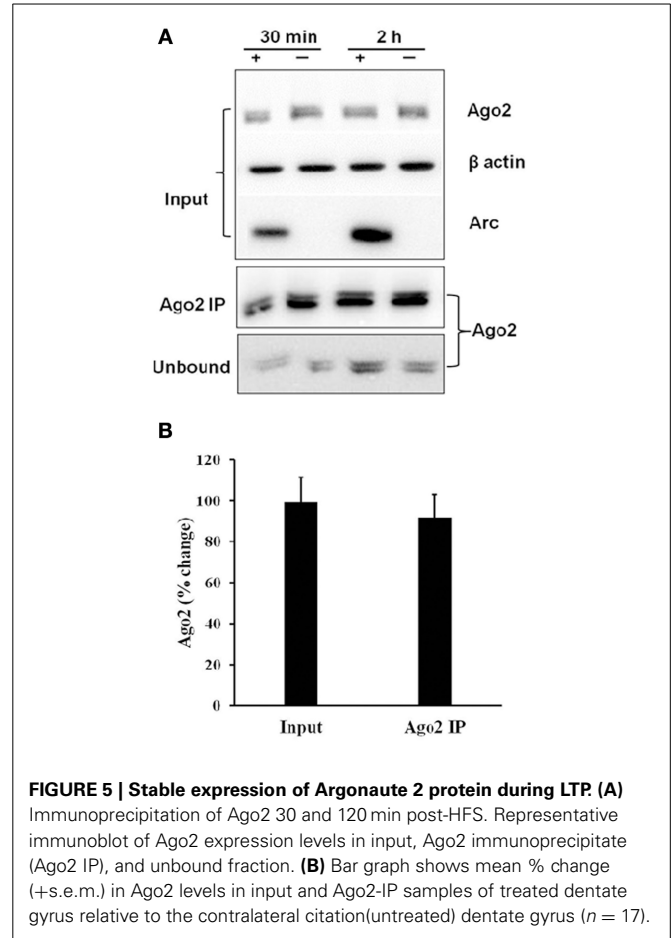 A
30 min 2 h
+ − + −
Ago2
β actin
Input
Arc
Ago2 IP
Ago2
Unbound
B
120
100
80
60
40
20
0
Ago2 (% change)
Input Ago2 IP
FIGURE 5 | Stable expression of Argonaute 2 protein during LTP. (A)
Immunoprecipitation of Ago2 30 and 120 min post-HFS. Representative
immunoblot of Ago2 expression levels in input, Ago2 immunoprecipitate
(Ago2 IP), and unbound fraction. (B) Bar graph shows mean % change
(+s.e.m.) in Ago2 levels in input and Ago2-IP samples of treated dentate
gyrus relative to the contralateral citation(untreated) dentate gyrus (n = 17).